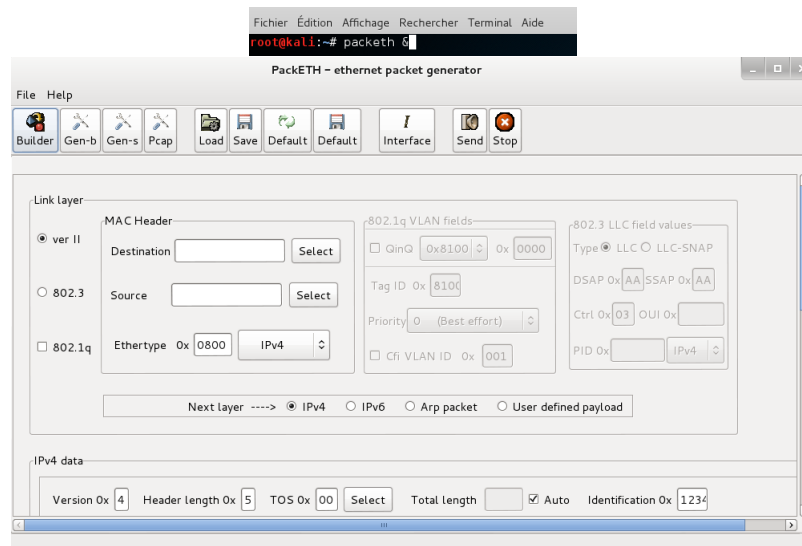 Fichier Édition Affichage Rechercher Terminal Aide
root@kali:~# packeth &
PackETH – ethernet packet generator
File Help
Builder Gen-b Gen-s Pcap Load Save Default Default Interface Send Stop
Link layer
MAC Header
802.1q VLAN fields
802.3 LLC field values
ver II
Destination Select
QinQ 0x8100 0x 0000
Type LLC LLC-SNAP
DSAP 0x AA SSAP 0x AA
802.3
Source Select
Tag ID 0x 8100
Ctrl 0x 03 OUI 0x
Priority 0 (Best effort)
802.1q
Ethertype 0x 0800 IPv4
Cfi VLAN ID 0x 001
PID 0x IPv4
Next layer ----> IPv4 IPv6 Arp packet User defined payload
IPv4 data
Version 0x 4 Header length 0x 5 TOS 0x 00 Select Total length Auto Identification 0x 1234